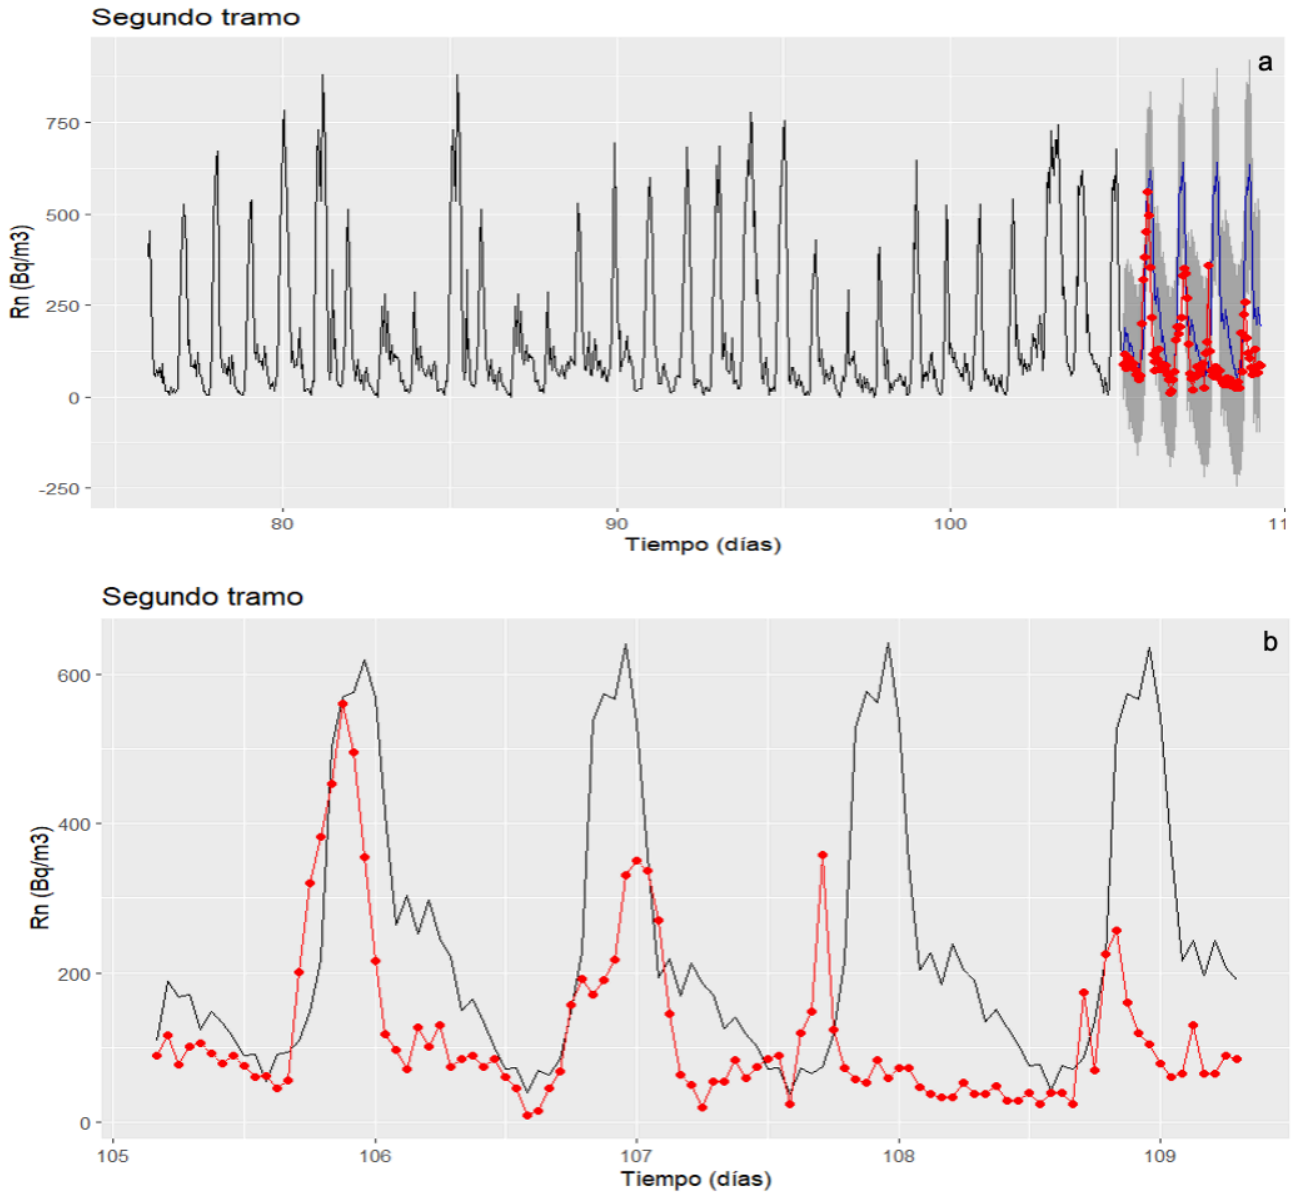 Segundo tramo
a
750
500
250
0
-250
Rn (Bq/m3)
80
90
100
11
Tiempo (días)
Segundo tramo
b
600
400
200
0
Rn (Bq/m3)
105
106
107
108
109
Tiempo (días)